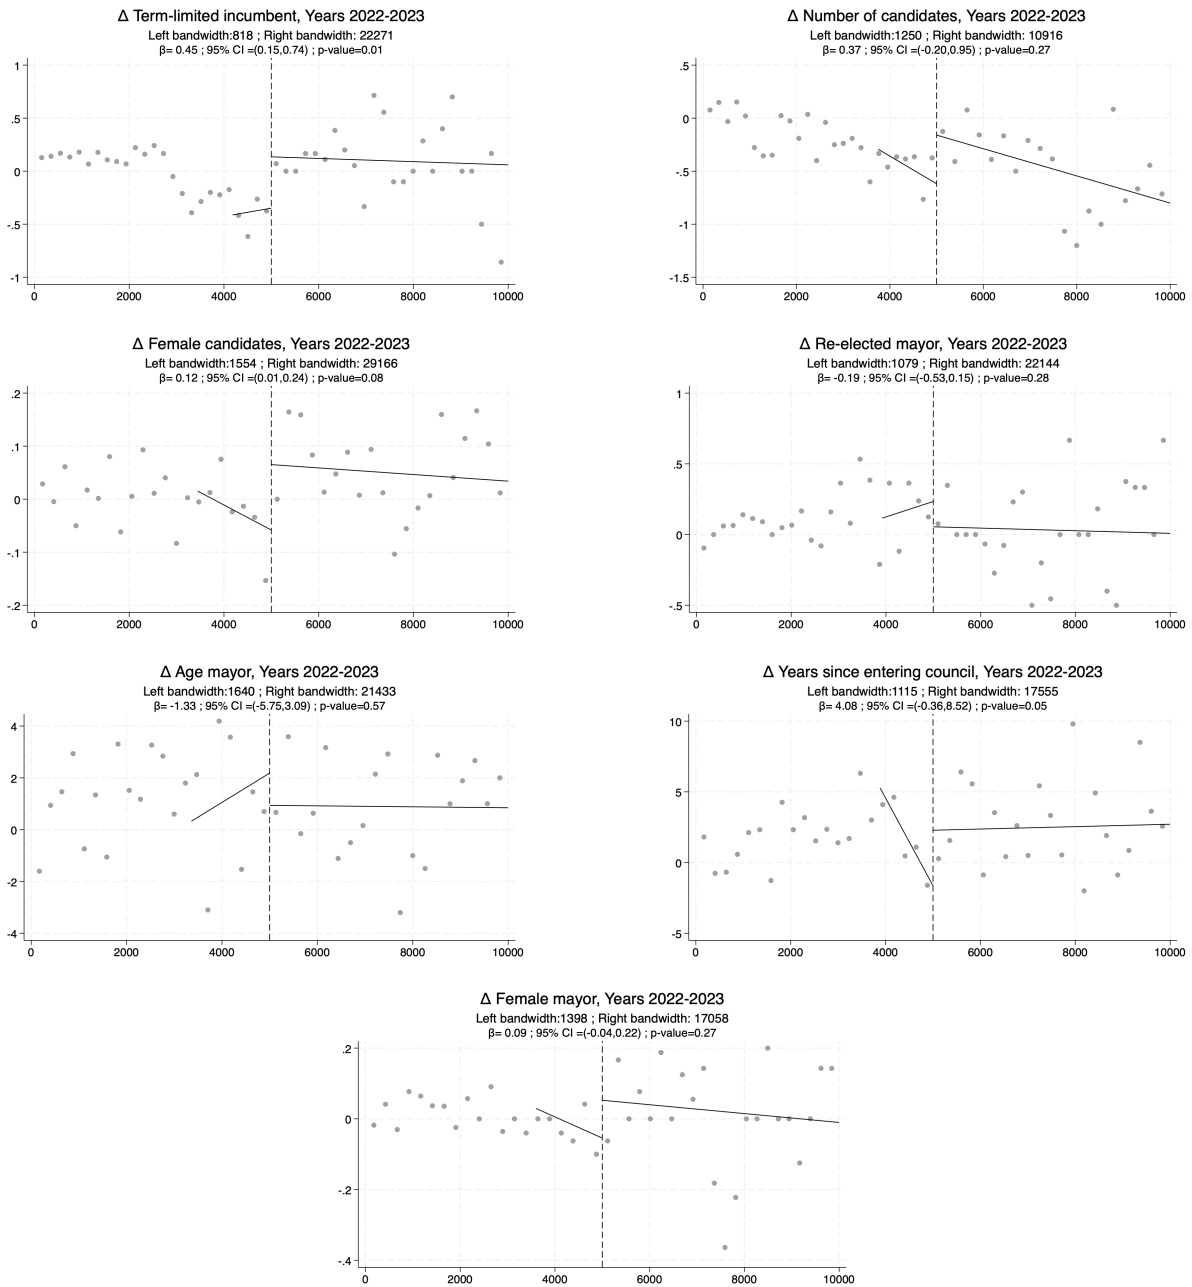 Δ Term-limited incumbent, Years 2022-2023
Left bandwidth:818 ; Right bandwidth: 22271
β= 0.45 ; 95% CI =(0.15,0.74) ; p-value=0.01
1
.5
0
-.5
-1
0 2000 4000 6000 8000 10000
Δ Number of candidates, Years 2022-2023
Left bandwidth:1250 ; Right bandwidth: 10916
β= 0.37 ; 95% CI =(-0.20,0.95) ; p-value=0.27
.5
0
-.5
-1
-1.5
0 2000 4000 6000 8000 10000
Δ Female candidates, Years 2022-2023
Left bandwidth:1554 ; Right bandwidth: 29166
β= 0.12 ; 95% CI =(0.01,0.24) ; p-value=0.08
.2
.1
0
-.1
-.2
0 2000 4000 6000 8000 10000
Δ Re-elected mayor, Years 2022-2023
Left bandwidth:1079 ; Right bandwidth: 22144
β= -0.19 ; 95% CI =(-0.53,0.15) ; p-value=0.28
1
.5
0
-.5
0 2000 4000 6000 8000 10000
Δ Age mayor, Years 2022-2023
Left bandwidth:1640 ; Right bandwidth: 21433
β= -1.33 ; 95% CI =(-5.75,3.09) ; p-value=0.57
4
2
0
-2
-4
0 2000 4000 6000 8000 10000
Δ Years since entering council, Years 2022-2023
Left bandwidth:1115 ; Right bandwidth: 17555
β= 4.08 ; 95% CI =(-0.36,8.52) ; p-value=0.05
10
5
0
-5
0 2000 4000 6000 8000 10000
Δ Female mayor, Years 2022-2023
Left bandwidth:1398 ; Right bandwidth: 17058
β= 0.09 ; 95% CI =(-0.04,0.22) ; p-value=0.27
.2
0
-.2
-.4
0 2000 4000 6000 8000 10000